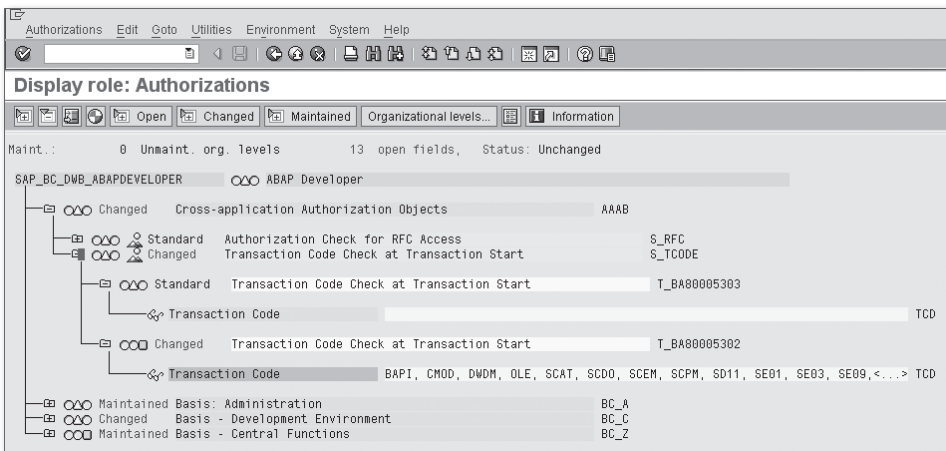 Authorizations Edit Goto Utilities Environment System Help
Display role: Authorizations
Open Changed Maintained Organizational levels... Information
Maint.: 0 Unmaint. org. levels 13 open fields, Status: Unchanged
SAP_BC_DWB_ABAPDEVELOPER ABAP Developer
Changed Cross-application Authorization Objects AAAB
Standard Authorization Check for RFC Access S_RFC
Changed Transaction Code Check at Transaction Start S_TCODE
Standard Transaction Code Check at Transaction Start T_BA80005303
Transaction Code TCD
Changed Transaction Code Check at Transaction Start T_BA80005302
Transaction Code BAPI, CMOD, DWDM, OLE, SCAT, SCDO, SCEM, SCPM, SD11, SE01, SE03, SE09,<...> TCD
Maintained Basis: Administration BC_A
Changed Basis - Development Environment BC_C
Maintained Basis - Central Functions BC_Z